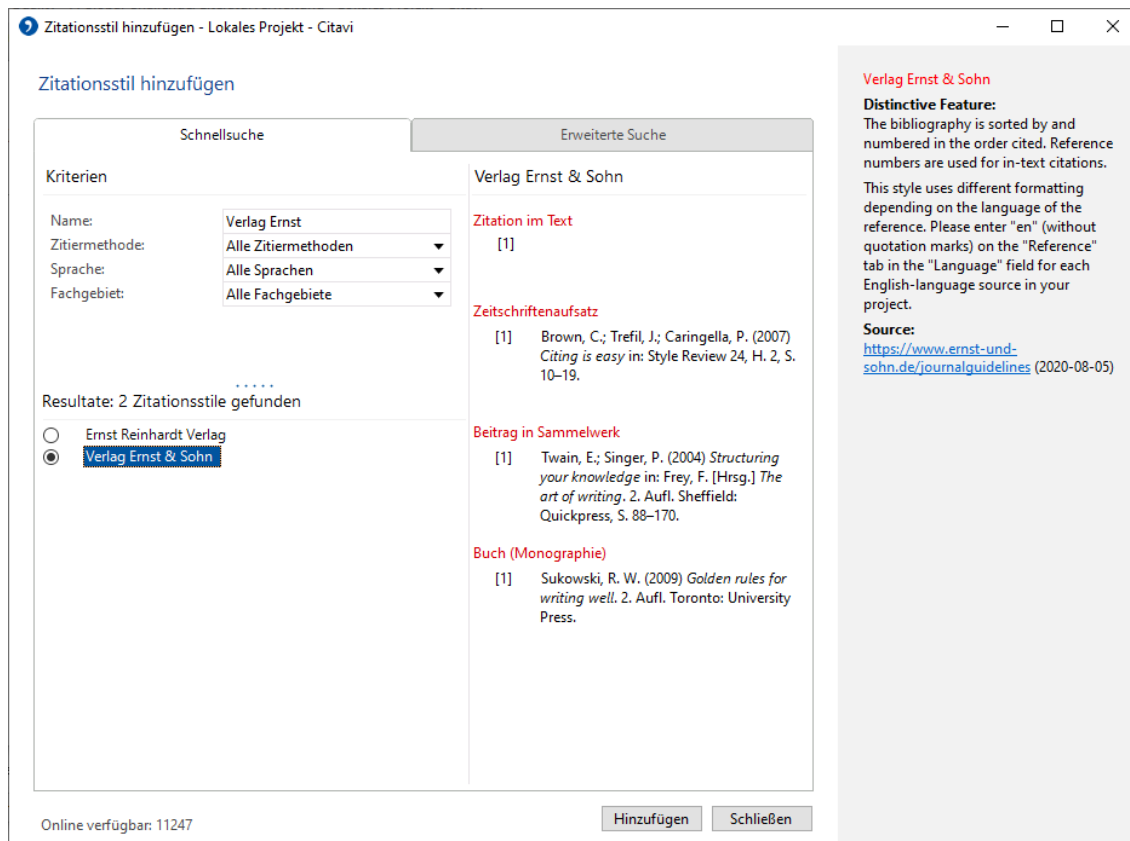 Zitationsstil hinzufügen - Lokales Projekt - Citavi
Zitationsstil hinzufügen
Schnellsuche
Erweiterte Suche
Kriterien
Name:
Verlag Ernst
Zitiermethode:
Alle Zitiermethoden
Sprache:
Alle Sprachen
Fachgebiet:
Alle Fachgebiete
Resultate: 2 Zitationsstile gefunden
Ernst Reinhardt Verlag
Verlag Ernst & Sohn
Verlag Ernst & Sohn
Zitation im Text
[1]
Zeitschriftenaufsatz
[1] Brown, C.; Trefil, J.; Caringella, P. (2007)
Citing is easy in: Style Review 24, H. 2, S.
10–19.
Beitrag in Sammelwerk
[1] Twain, E.; Singer, P. (2004) Structuring
your knowledge in: Frey, F. [Hrsg.] The
art of writing. 2. Aufl. Sheffield:
Quickpress, S. 88–170.
Buch (Monographie)
[1] Sukowski, R. W. (2009) Golden rules for
writing well. 2. Aufl. Toronto: University
Press.
Online verfügbar: 11247
Hinzufügen
Schließen
Verlag Ernst & Sohn
Distinctive Feature:
The bibliography is sorted by and
numbered in the order cited. Reference
numbers are used for in-text citations.
This style uses different formatting
depending on the language of the
reference. Please enter "en" (without
quotation marks) on the "Reference"
tab in the "Language" field for each
English-language source in your
project.
Source:
https://www.ernst-und-
sohn.de/journalguidelines (2020-08-05)